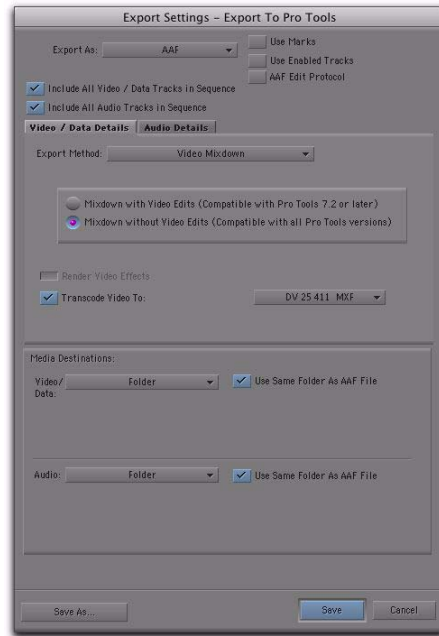 Export Settings – Export To Pro Tools
Export As: AAF
Use Marks
Use Enabled Tracks
AAF Edit Protocol
Include All Video / Data Tracks in Sequence
Include All Audio Tracks in Sequence
Video / Data Details Audio Details
Export Method: Video Mixdown
Mixdown with Video Edits (Compatible with Pro Tools 7.2 or later)
Mixdown without Video Edits (Compatible with all Pro Tools versions)
Render Video Effects
Transcode Video To: DV 25 411 MXF
Media Destinations:
Video/ Data: Folder Use Same Folder As AAF File
Audio: Folder Use Same Folder As AAF File
Save As... Save Cancel